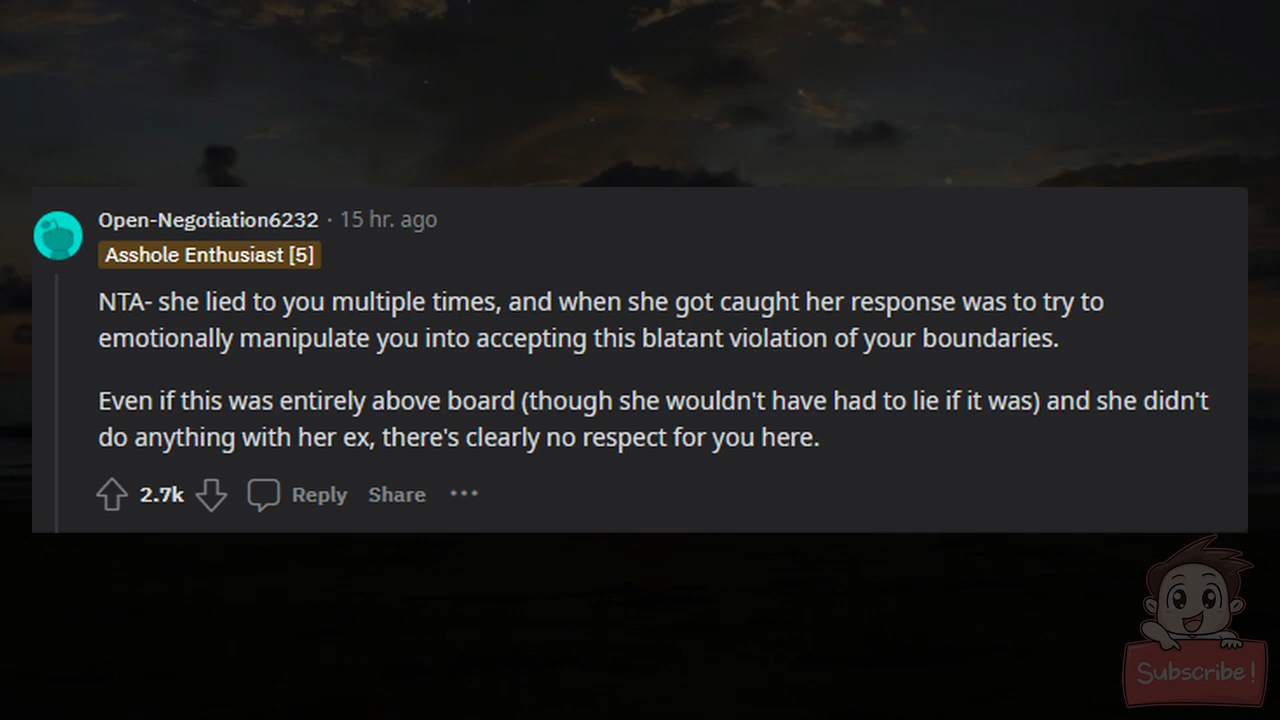 Open-Negotiation6232 · 15 hr. ago
Asshole Enthusiast [5]
NTA- she lied to you multiple times, and when she got caught her response was to try to
emotionally manipulate you into accepting this blatant violation of your boundaries.
Even if this was entirely above board (though she wouldn't have had to lie if it was) and she didn't
do anything with her ex, there's clearly no respect for you here.
2.7k Reply Share ···
Subscribe !